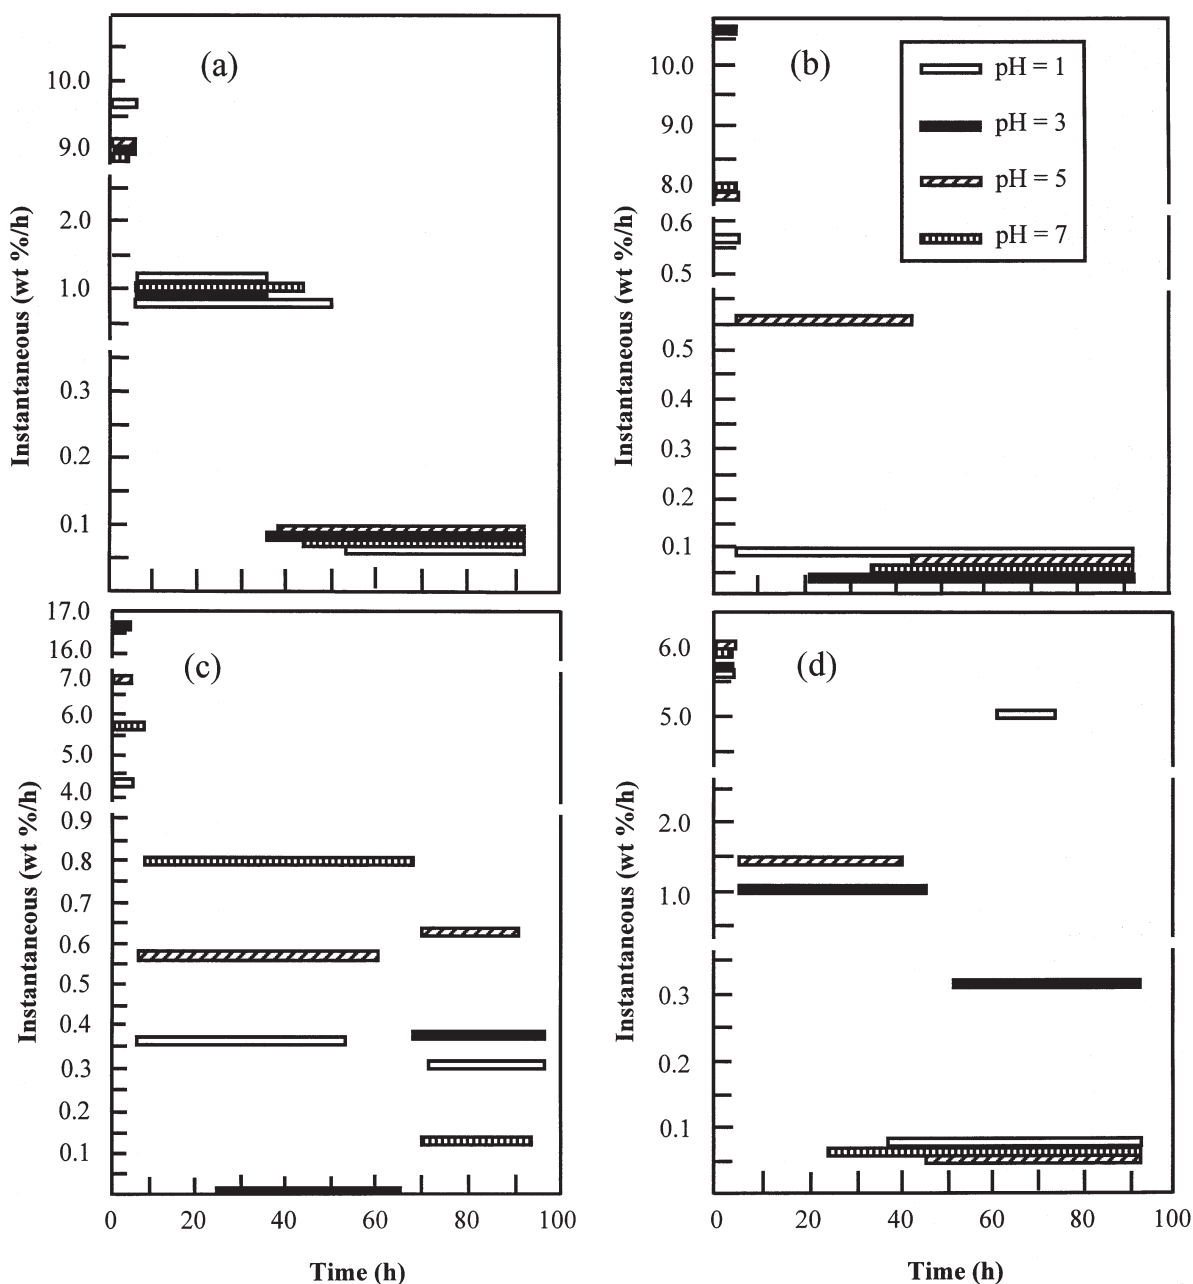 (a)
10.0
9.0
2.0
1.0
0.3
0.2
0.1
Instantaneous (wt %/h)
(b)
10.0
9.0
8.0
0.6
0.5
0.5
0.4
0.3
0.2
0.1
Instantaneous (wt %/h)
pH = 1
pH = 3
pH = 5
pH = 7
(c)
17.0
16.0
7.0
6.0
5.0
4.0
0.9
0.8
0.7
0.6
0.5
0.4
0.3
0.2
0.1
Instantaneous (wt %/h)
0 20 40 60 80 100
Time (h)
(d)
6.0
5.0
2.0
1.0
0.3
0.2
0.1
Instantaneous (wt %/h)
0 20 40 60 80 100
Time (h)